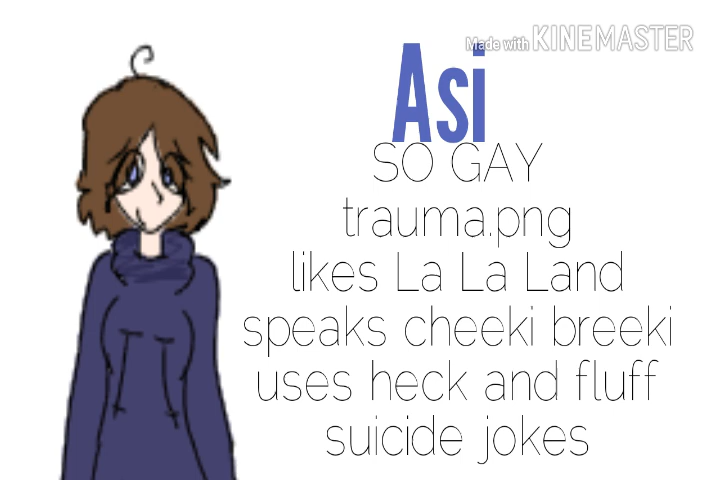 Made with KINEMASTER
Asi
SO GAY
trauma.png
likes La La Land
speaks cheeki breeki
uses heck and fluff
suicide jokes